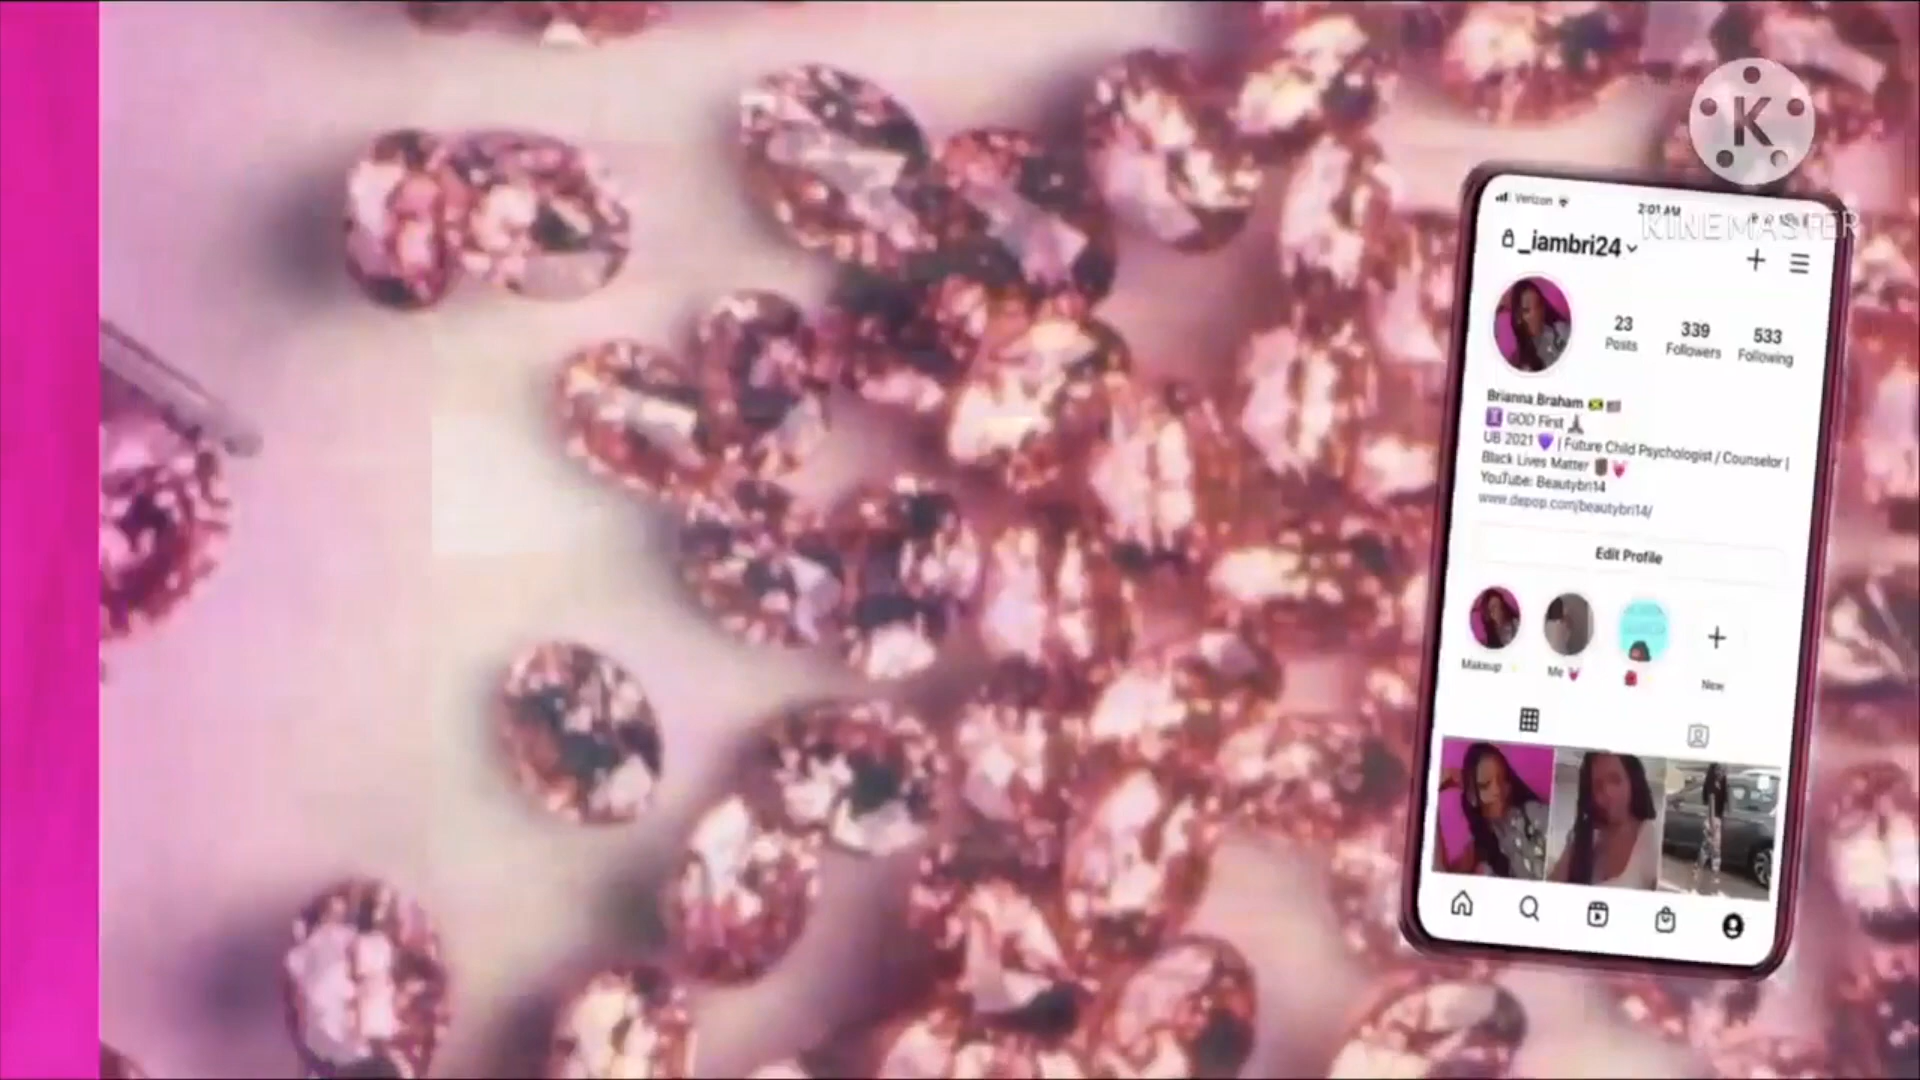 K
KINEMASTER
Verizon
2:01 AM
_iambri24
23
Posts
339
Followers
533
Following
Brianna Braham 🇯🇲🇺🇸
♊ GOD First 🙏🏿
UB 2021 💜 | Future Child Psychologist / Counselor |
Black Lives Matter ✊🏿💓
YouTube: Beautybri14
www.depop.com/beautybri14/
Edit Profile
Makeup
Me 💓
New